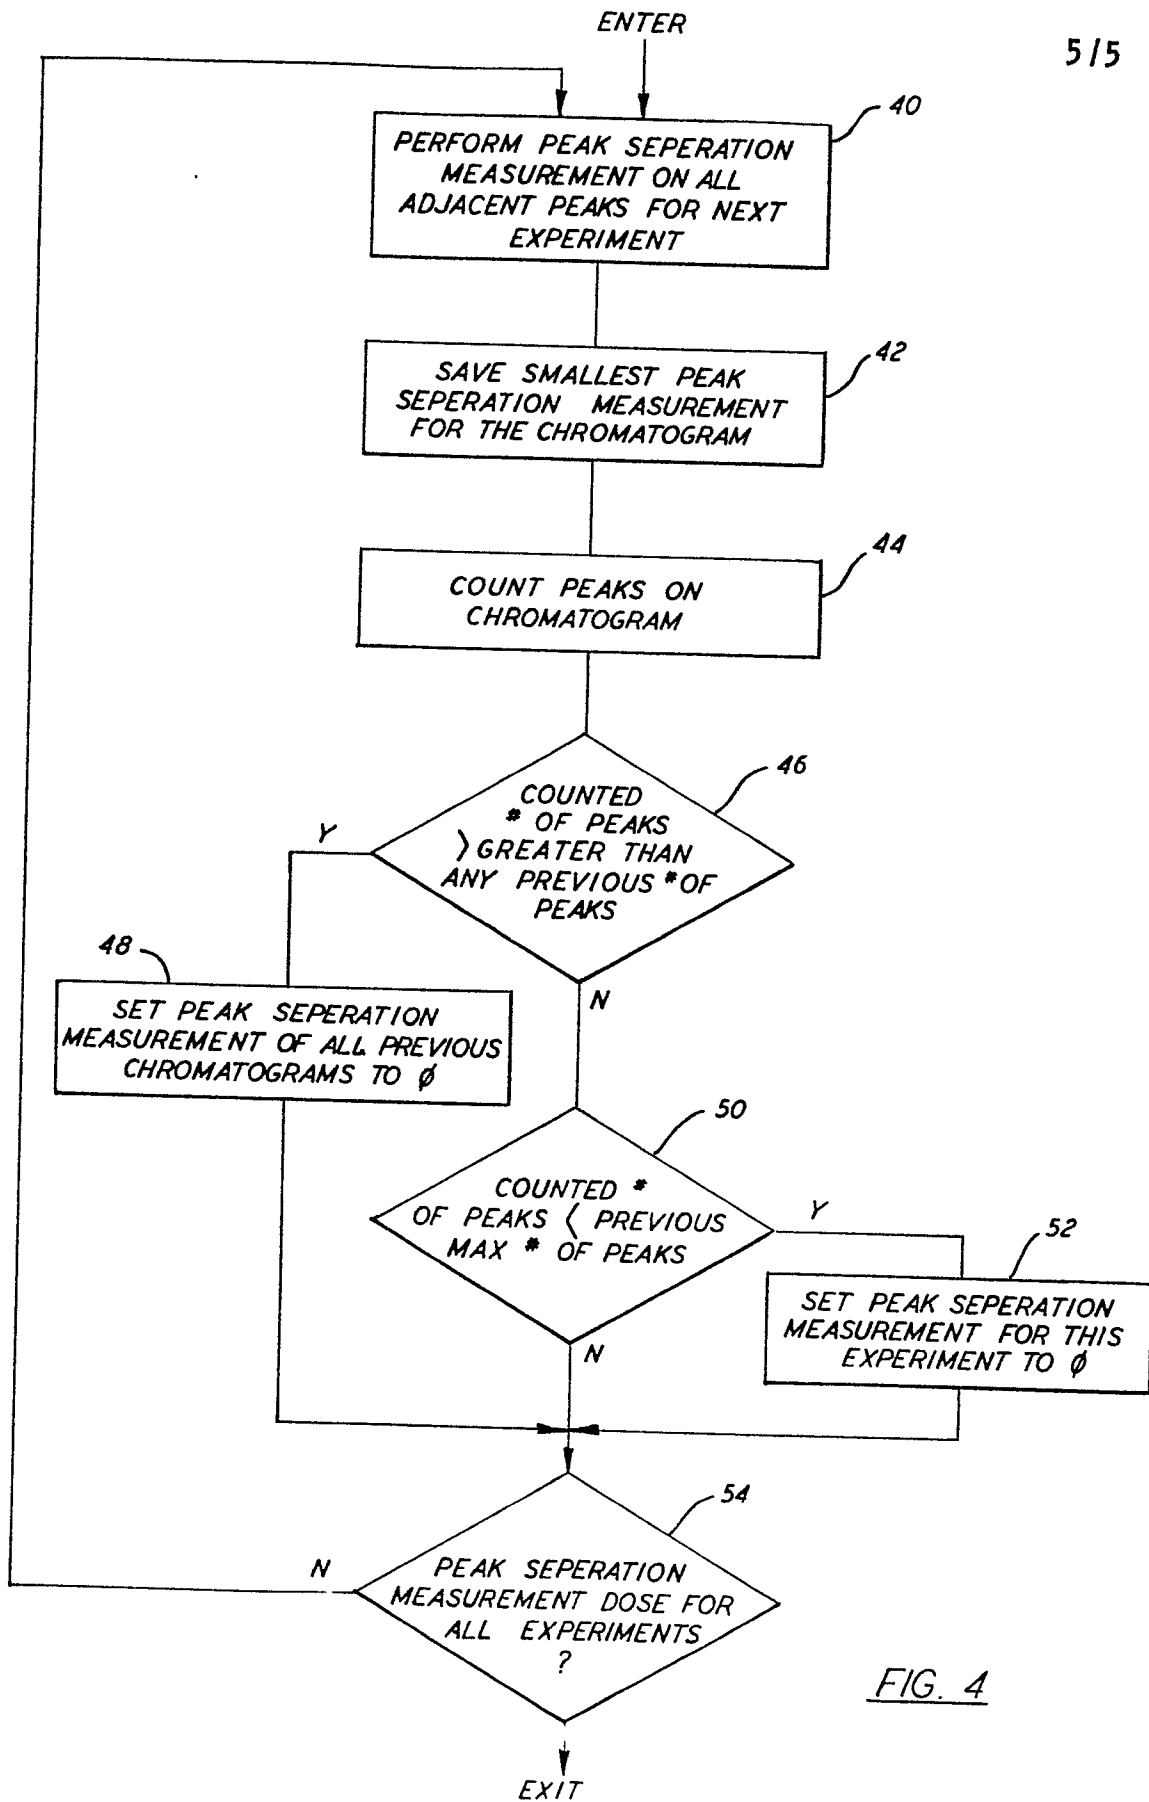 ENTER
5/5
40
PERFORM PEAK SEPERATION
MEASUREMENT ON ALL
ADJACENT PEAKS FOR NEXT
EXPERIMENT
42
SAVE SMALLEST PEAK
SEPERATION MEASUREMENT
FOR THE CHROMATOGRAM
44
COUNT PEAKS ON
CHROMATOGRAM
46
COUNTED
# OF PEAKS
> GREATER THAN
ANY PREVIOUS # OF
PEAKS
Y
N
48
SET PEAK SEPERATION
MEASUREMENT OF ALL PREVIOUS
CHROMATOGRAMS TO ∅
50
COUNTED #
OF PEAKS < PREVIOUS
MAX # OF PEAKS
Y
N
52
SET PEAK SEPERATION
MEASUREMENT FOR THIS
EXPERIMENT TO ∅
54
N
PEAK SEPERATION
MEASUREMENT DOSE FOR
ALL EXPERIMENTS
?
FIG. 4
EXIT